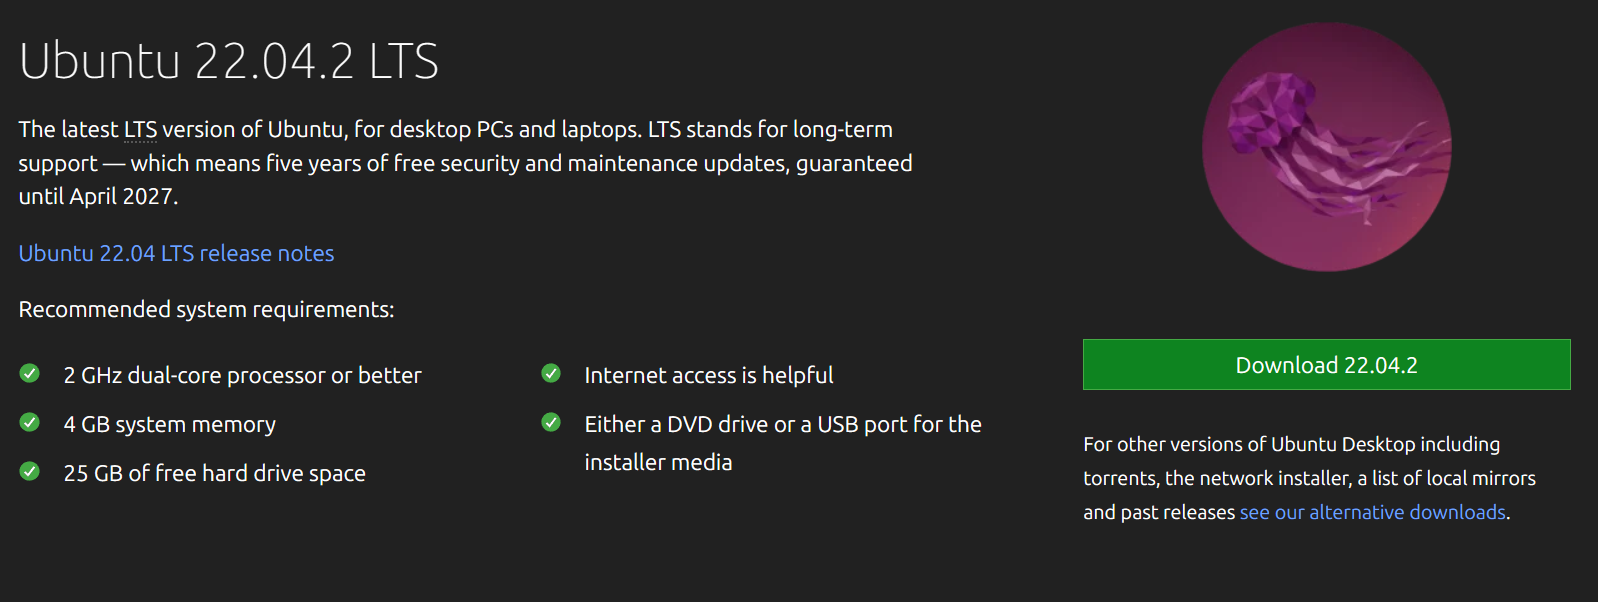 Ubuntu 22.04.2 LTS
The latest LTS version of Ubuntu, for desktop PCs and laptops. LTS stands for long-term
support — which means five years of free security and maintenance updates, guaranteed
until April 2027.
Ubuntu 22.04 LTS release notes
Recommended system requirements:
2 GHz dual-core processor or better
4 GB system memory
25 GB of free hard drive space
Internet access is helpful
Either a DVD drive or a USB port for the
installer media
Download 22.04.2
For other versions of Ubuntu Desktop including
torrents, the network installer, a list of local mirrors
and past releases see our alternative downloads.